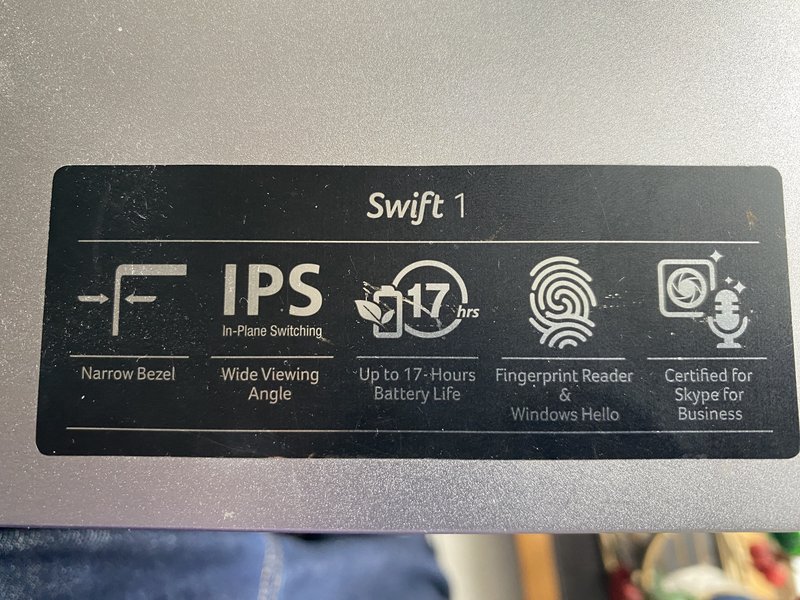 Swift 1
IPS
In-Plane Switching
17 hrs
Narrow Bezel
Wide Viewing
Angle
Up to 17-Hours
Battery Life
Fingerprint Reader
&
Windows Hello
Certified for
Skype for
Business